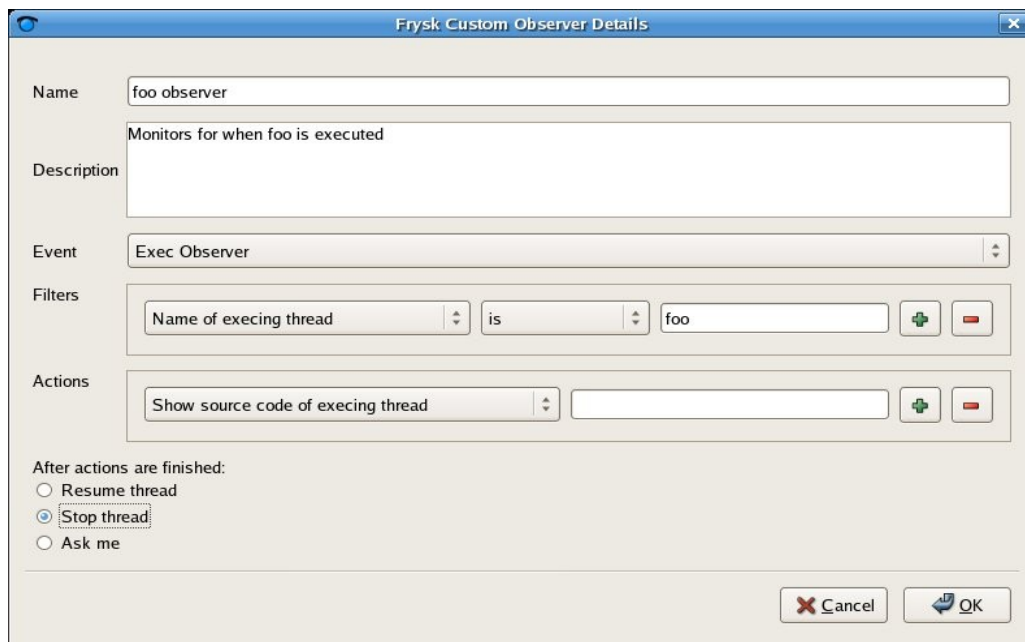 Frysk Custom Observer Details
Name foo observer
Description Monitors for when foo is executed
Event Exec Observer
Filters
Name of execing thread is foo
Actions
Show source code of execing thread
After actions are finished:
Resume thread
Stop thread
Ask me
Cancel OK